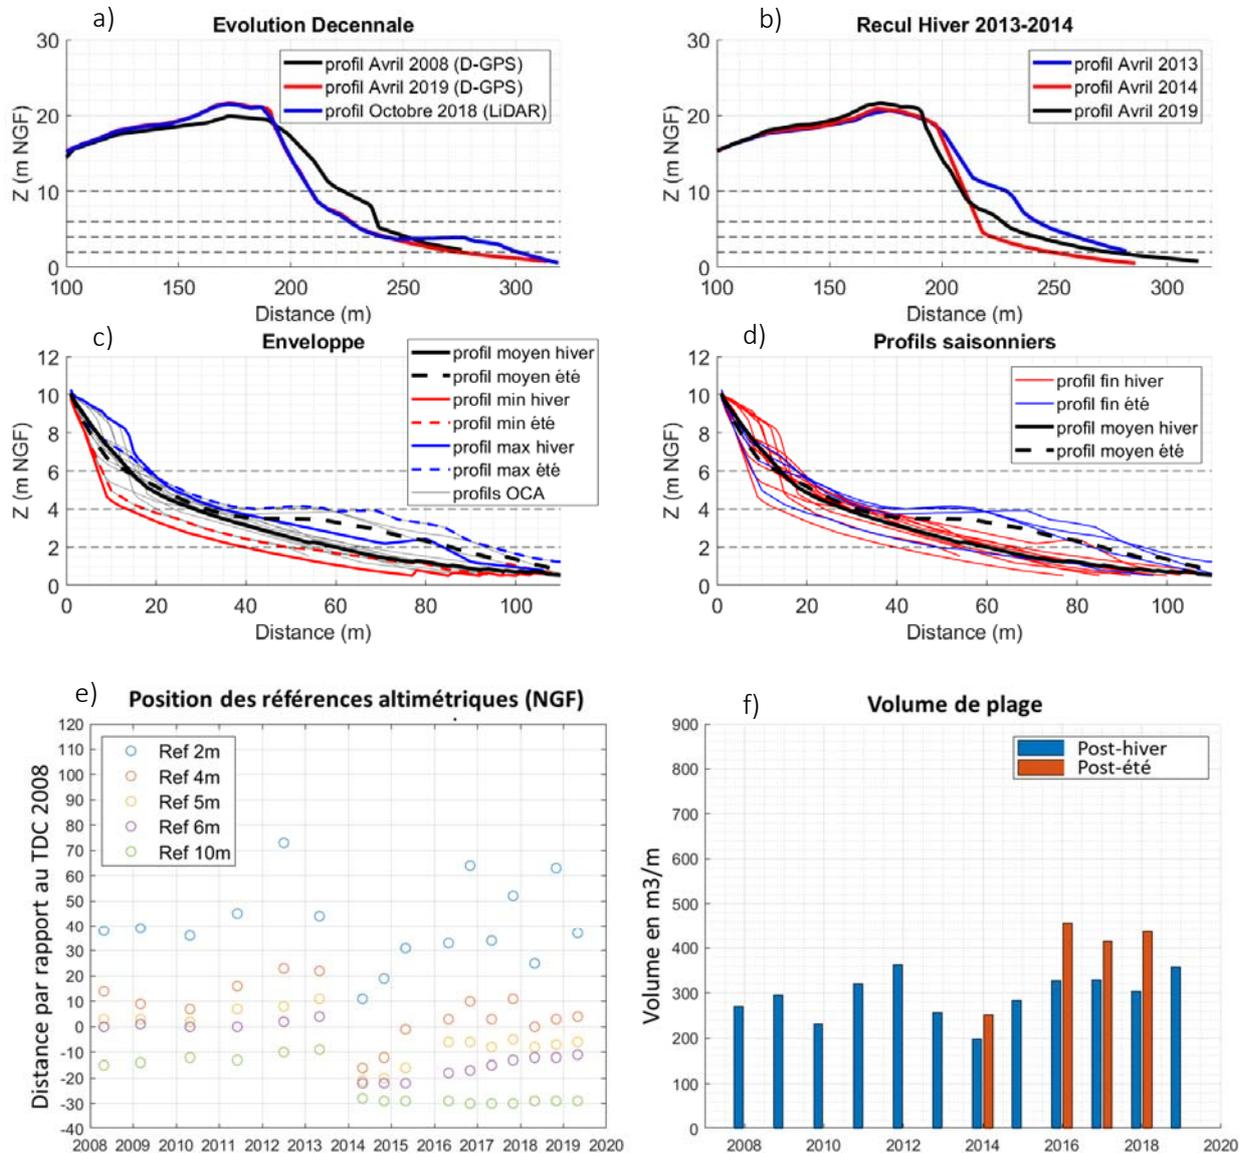 a)
Evolution Decennale
30
20
10
0
Z (m NGF)
profil Avril 2008 (D-GPS)
profil Avril 2019 (D-GPS)
profil Octobre 2018 (LiDAR)
100 150 200 250 300
Distance (m)
b)
Recul Hiver 2013-2014
30
20
10
0
Z (m NGF)
profil Avril 2013
profil Avril 2014
profil Avril 2019
100 150 200 250 300
Distance (m)
c)
Enveloppe
12
10
8
6
4
2
0
Z (m NGF)
profil moyen hiver
profil moyen été
profil min hiver
profil min été
profil max hiver
profil max été
profils OCA
0 20 40 60 80 100
Distance (m)
d)
Profils saisonniers
12
10
8
6
4
2
0
Z (m NGF)
profil fin hiver
profil fin été
profil moyen hiver
profil moyen été
0 20 40 60 80 100
Distance (m)
e)
Position des références altimétriques (NGF)
120
110
100
90
80
70
60
50
40
30
20
10
0
-10
-20
-30
-40
Distance par rapport au TDC 2008
Ref 2m
Ref 4m
Ref 5m
Ref 6m
Ref 10m
2008 2009 2010 2011 2012 2013 2014 2015 2016 2017 2018 2019 2020
f)
Volume de plage
900
800
700
600
500
400
300
200
100
0
Volume en m3/m
Post-hiver
Post-été
2008 2010 2012 2014 2016 2018 2020